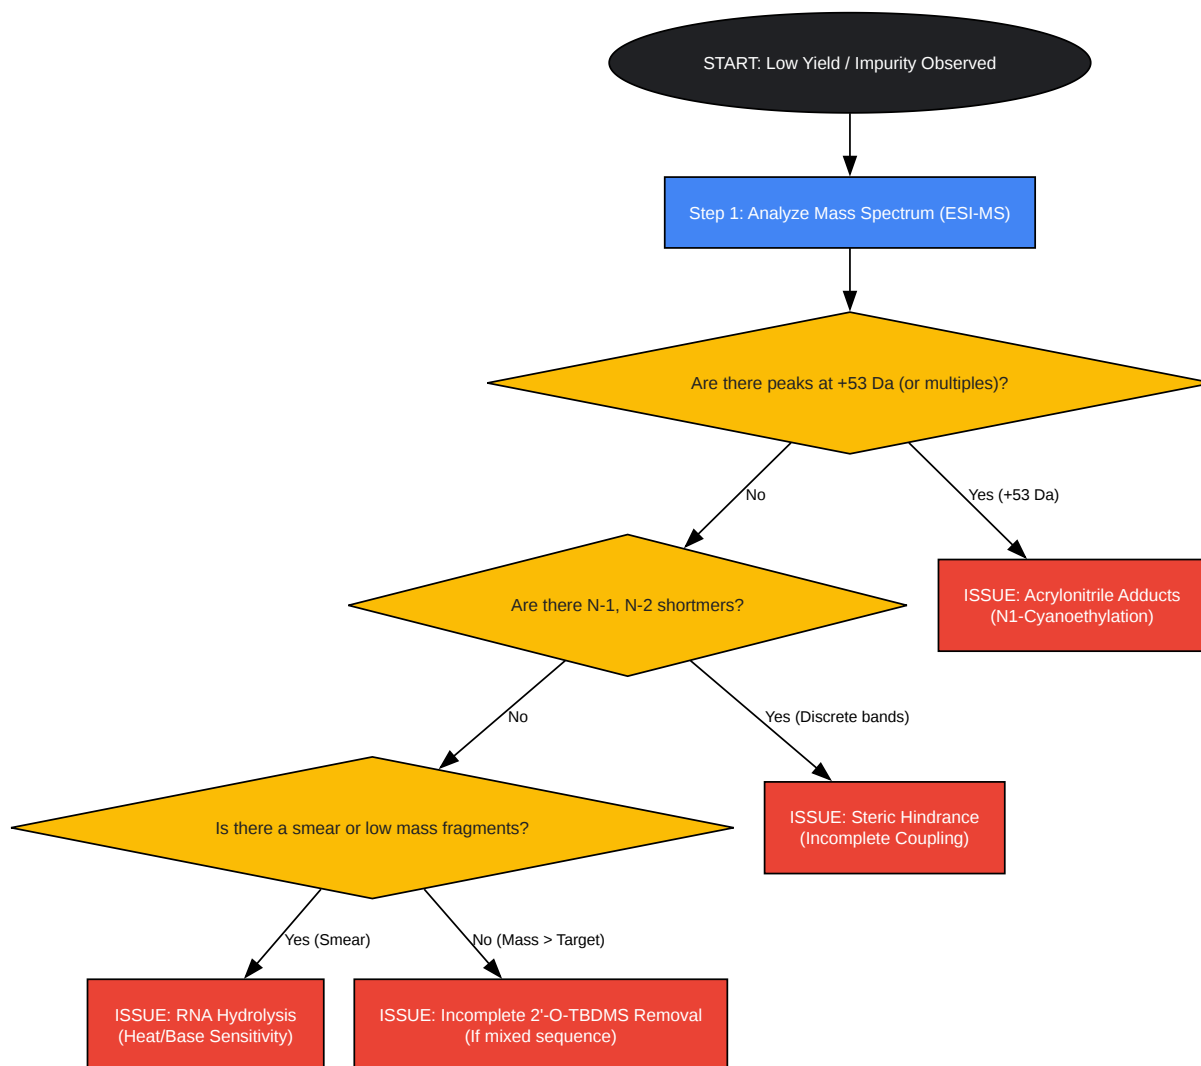 START: Low Yield / Impurity Observed
Step 1: Analyze Mass Spectrum (ESI-MS)
Are there peaks at +53 Da (or multiples)?
No
Yes (+53 Da)
Are there N-1, N-2 shortmers?
ISSUE: Acrylonitrile Adducts
(N1-Cyanoethylation)
No
Yes (Discrete bands)
Is there a smear or low mass fragments?
ISSUE: Steric Hindrance
(Incomplete Coupling)
Yes (Smear)
No (Mass > Target)
ISSUE: RNA Hydrolysis
(Heat/Base Sensitivity)
ISSUE: Incomplete 2'-O-TBDMS Removal
(If mixed sequence)